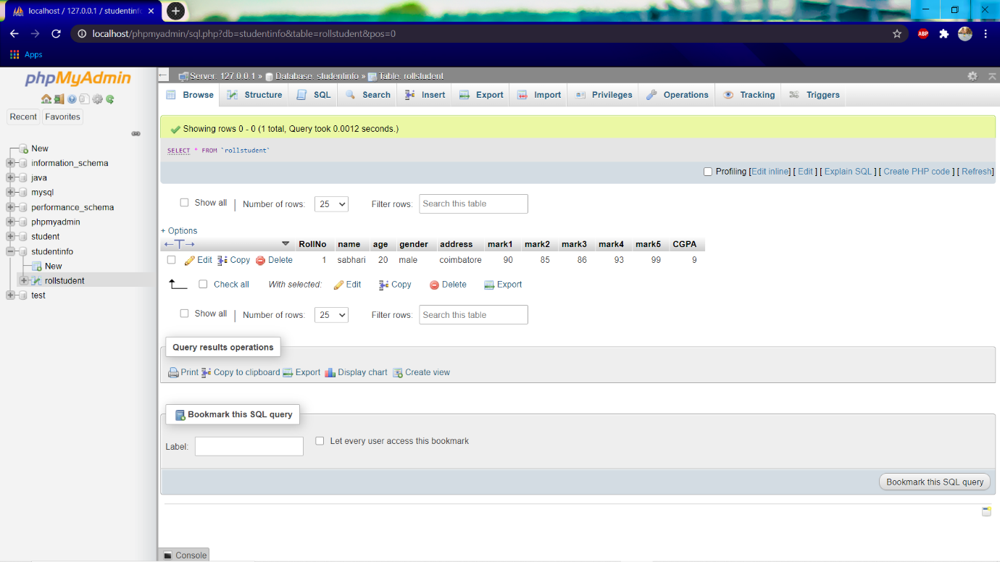 localhost / 127.0.0.1 / studentinfo
localhost/phpmyadmin/sql.php?db=studentinfo&table=rollstudent&pos=0
ABP
Apps
phpMyAdmin
Recent Favorites
New
information_schema
java
mysql
performance_schema
phpmyadmin
student
studentinfo
New
rollstudent
test
Server: 127.0.0.1 » Database: studentinfo » Table: rollstudent
Browse Structure SQL Search Insert Export Import Privileges Operations Tracking Triggers
Showing rows 0 - 0 (1 total, Query took 0.0012 seconds.)
SELECT * FROM `rollstudent`
Profiling [Edit inline] [ Edit ] [ Explain SQL ] [ Create PHP code ] [ Refresh]
Show all | Number of rows: 25 Filter rows: Search this table
+ Options
←T→ RollNo name age gender address mark1 mark2 mark3 mark4 mark5 CGPA
Edit Copy Delete 1 sabhari 20 male coimbatore 90 85 86 93 99 9
Check all With selected: Edit Copy Delete Export
Show all | Number of rows: 25 Filter rows: Search this table
Query results operations
Print Copy to clipboard Export Display chart Create view
Bookmark this SQL query
Label: Let every user access this bookmark
Bookmark this SQL query
Console